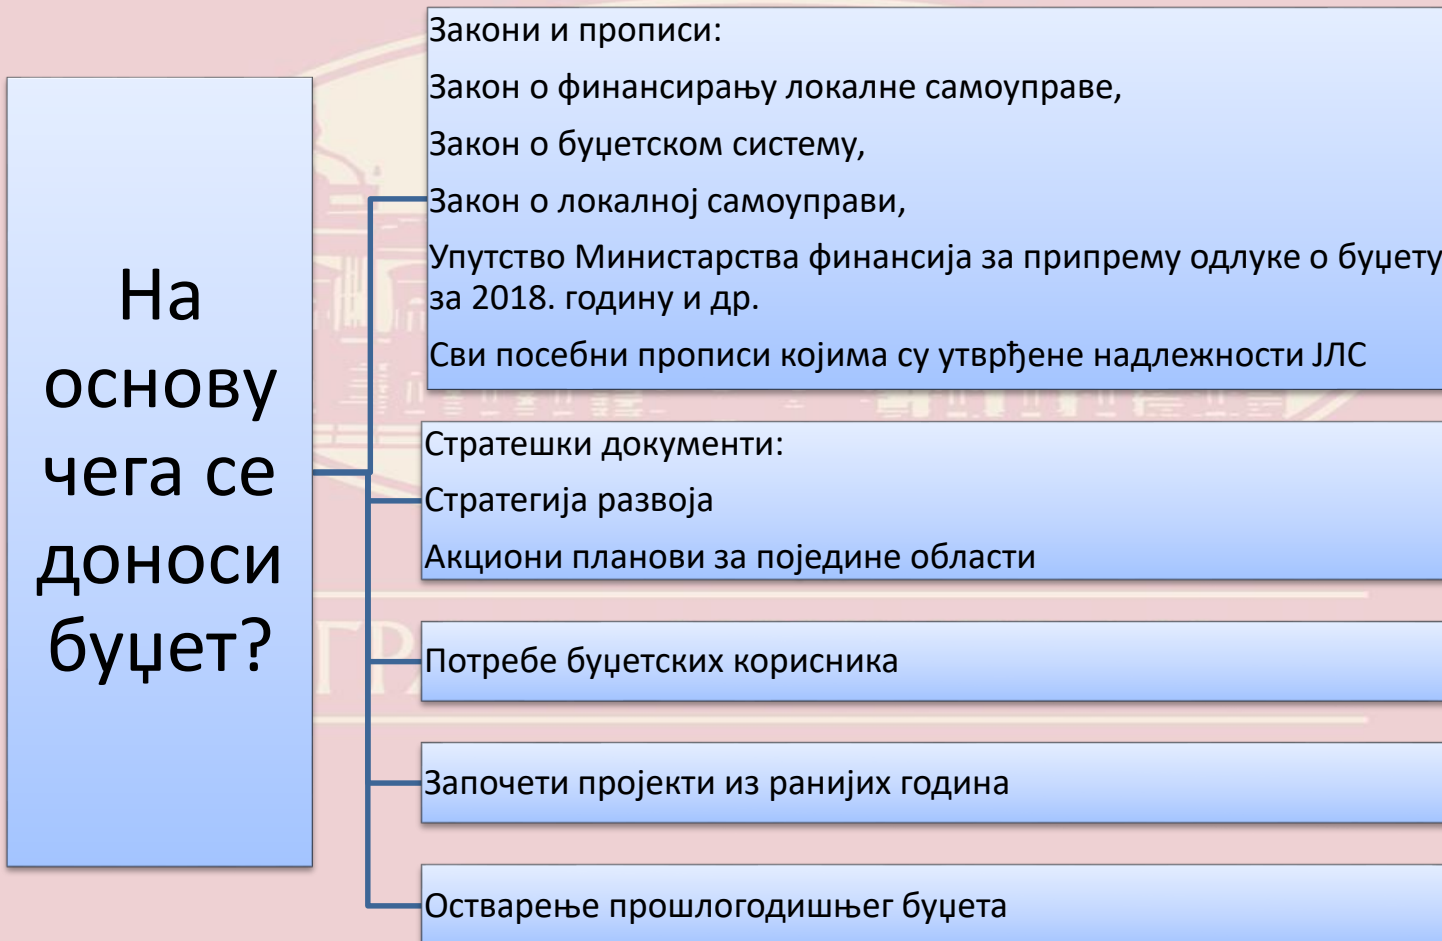 На
основу
чега се
доноси
буџет?
Закони и прописи:
Закон о финансирању локалне самоуправе,
Закон о буџетском систему,
Закон о локалној самоуправи,
Упутство Министарства финансија за припрему одлуке о буџету
за 2018. годину и др.
Сви посебни прописи којима су утврђене надлежности ЈЛС
Стратешки документи:
Стратегија развоја
Акциони планови за поједине области
Потребе буџетских корисника
Започети пројекти из ранијих година
Остварење прошлогодишњег буџета